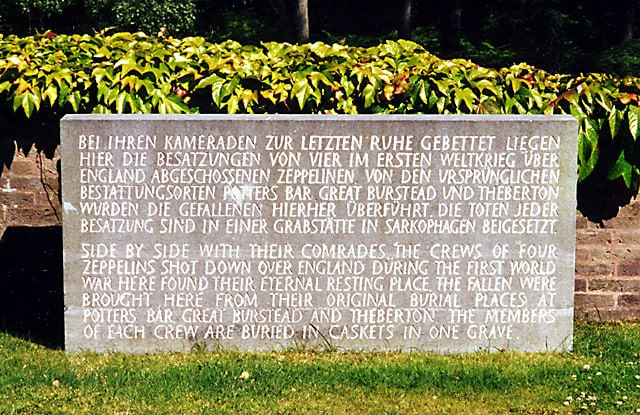 BEI IHREN KAMERADEN ZUR LETZTEN RUHE GEBETTET LIEGEN
HIER DIE BESATZUNGEN VON VIER IM ERSTEN WELTKRIEG ÜBER
ENGLAND ABGESCHOSSENEN ZEPPELINEN. VON DEN URSPRÜNGLICHEN
BESTATTUNGSORTEN POTTERS BAR GREAT BURSTEAD UND THEBERTON
WURDEN DIE GEFALLENEN HIERHER ÜBERFÜHRT. DIE TOTEN JEDER
BESATZUNG SIND IN EINER GRABSTÄTTE IN SARKOPHAGEN BEIGESETZT.
SIDE BY SIDE WITH THEIR COMRADES, THE CREWS OF FOUR
ZEPPELINS SHOT DOWN OVER ENGLAND DURING THE FIRST WORLD
WAR HERE FOUND THEIR ETERNAL RESTING PLACE. THE FALLEN WERE
BROUGHT HERE FROM THEIR ORIGINAL BURIAL PLACES AT
POTTERS BAR GREAT BURSTEAD AND THEBERTON. THE MEMBERS
OF EACH CREW ARE BURIED IN CASKETS IN ONE GRAVE.